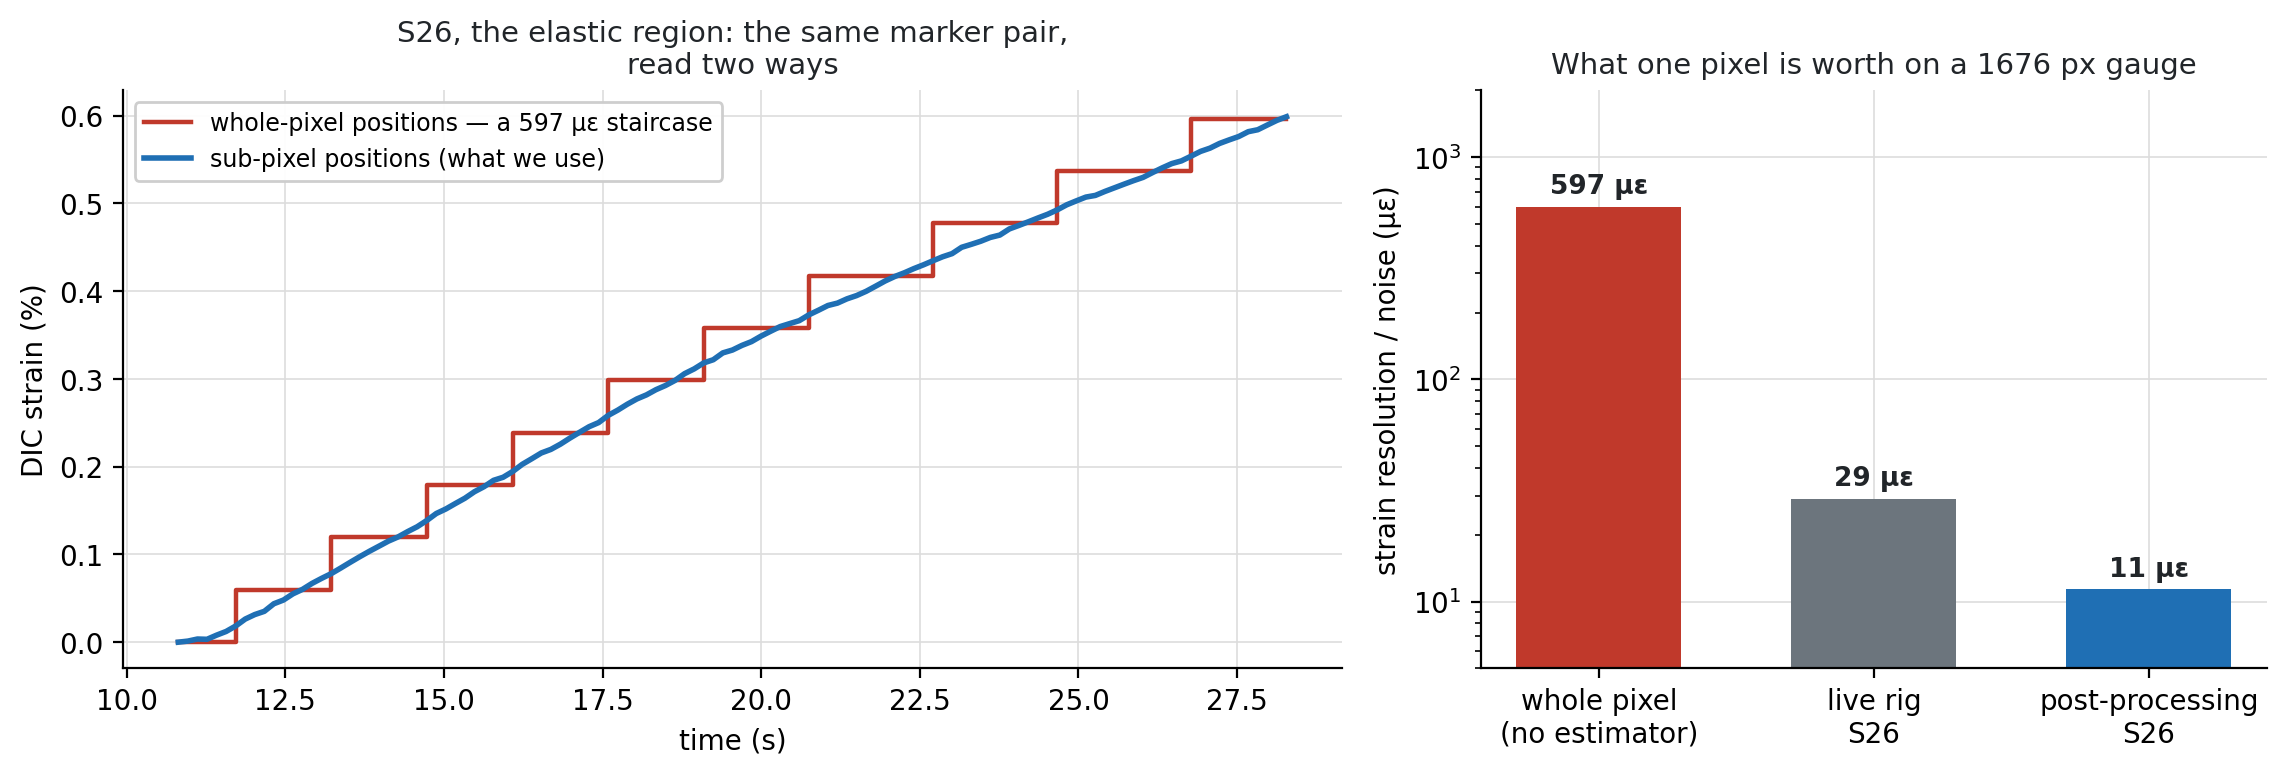 S26, the elastic region: the same marker pair,
read two ways
whole-pixel positions — a 597 µε staircase
sub-pixel positions (what we use)
DIC strain (%)
0.6
0.5
0.4
0.3
0.2
0.1
0.0
10.0 12.5 15.0 17.5 20.0 22.5 25.0 27.5
time (s)
What one pixel is worth on a 1676 px gauge
strain resolution / noise (µε)
10³
10²
10¹
597 µε
29 µε
11 µε
whole pixel
(no estimator)
live rig
S26
post-processing
S26